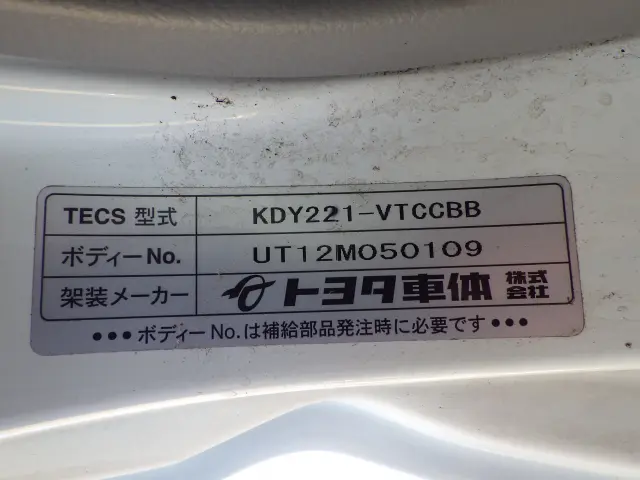 TECS 型式 KDY221-VTCCBB
ボディーNo. UT12M050109
架装メーカー トヨタ車体 株式会社
●●● ボディーNo.は補給部品発注時に必要です ●●●